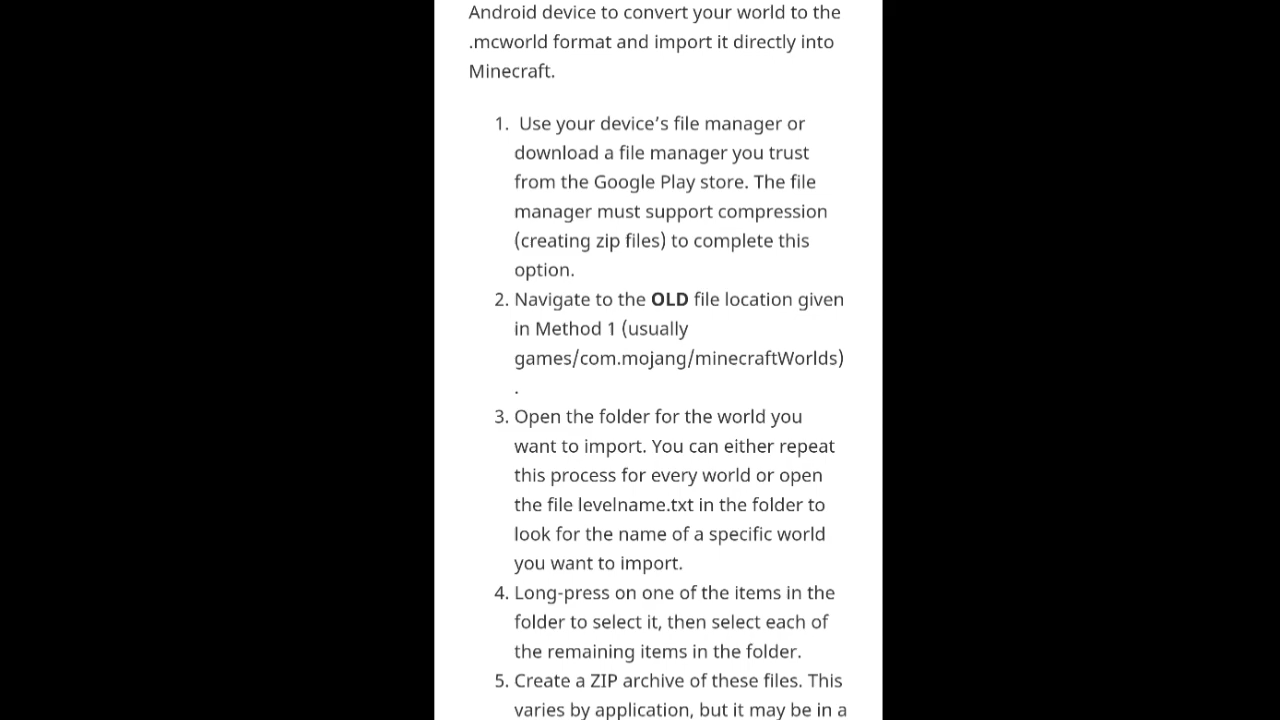 Android device to convert your world to the
.mcworld format and import it directly into
Minecraft.
1. Use your device’s file manager or
download a file manager you trust
from the Google Play store. The file
manager must support compression
(creating zip files) to complete this
option.
2. Navigate to the OLD file location given
in Method 1 (usually
games/com.mojang/minecraftWorlds)
.
3. Open the folder for the world you
want to import. You can either repeat
this process for every world or open
the file levelname.txt in the folder to
look for the name of a specific world
you want to import.
4. Long-press on one of the items in the
folder to select it, then select each of
the remaining items in the folder.
5. Create a ZIP archive of these files. This
varies by application, but it may be in a